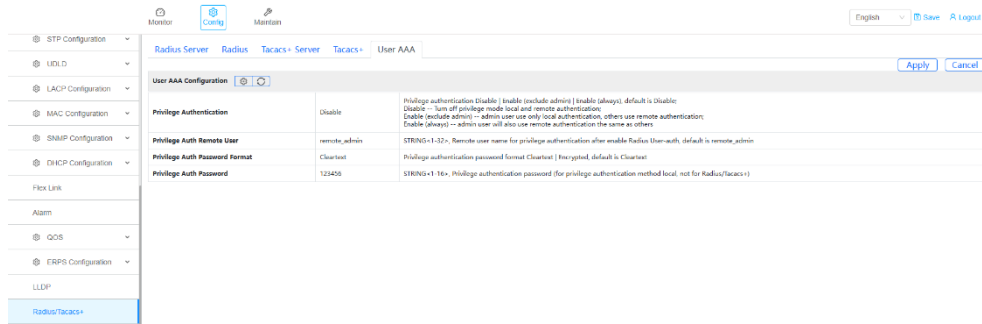 Monitor
Config
Maintain
English
Save
Logout
STP Configuration
UDLD
LACP Configuration
MAC Configuration
SNMP Configuration
DHCP Configuration
Flex Link
Alarm
QOS
ERPS Configuration
LLDP
Radius/Tacacs+
Radius Server Radius Tacacs+ Server Tacacs+ User AAA
Apply Cancel
User AAA Configuration
Privilege Authentication
Disable
Privilege authentication Disable | Enable (exclude admin) | Enable (always), default is Disable;
Disable -- Turn off privilege mode local and remote authentication;
Enable (exclude admin) -- admin user use only local authentication, others use remote authentication;
Enable (always) -- admin user will also use remote authentication the same as others
Privilege Auth Remote User
remote_admin
STRING<1-32>, Remote user name for privilege authentication after enable Radius User-auth, default is remote_admin
Privilege Auth Password Format
Cleartext
Privilege authentication password format Cleartext | Encrypted, default is Cleartext
Privilege Auth Password
123456
STRING<1-16>, Privilege authentication password (for privilege authentication method local, not for Radius/Tacacs+)